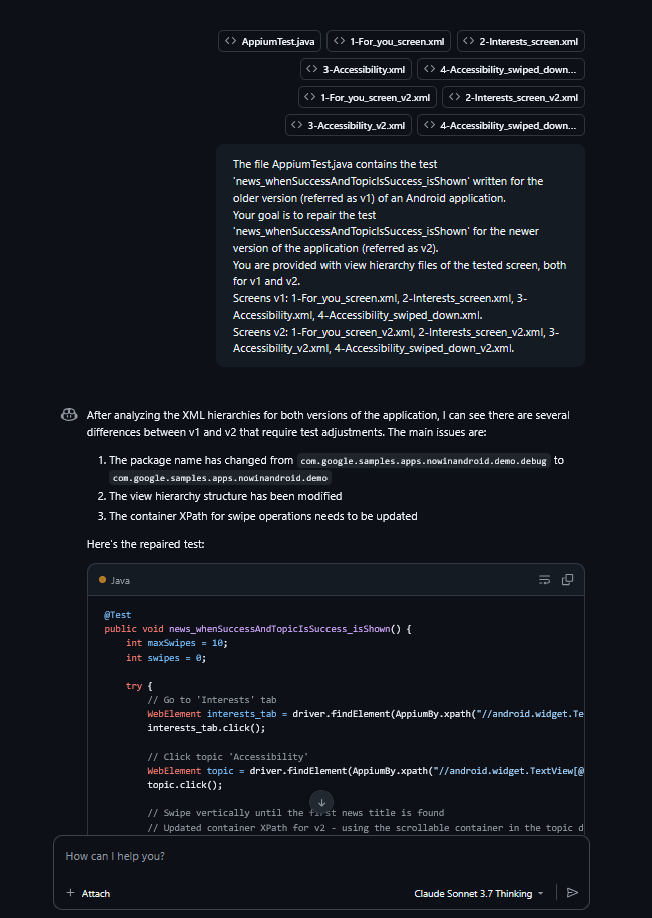 AppiumTest.java
1-For_you_screen.xml
2-Interests_screen.xml
3-Accessibility.xml
4-Accessibility_swiped_down...
1-For_you_screen_v2.xml
2-Interests_screen_v2.xml
3-Accessibility_v2.xml
4-Accessibility_swiped_down...
The file AppiumTest.java contains the test
'news_whenSuccessAndTopicIsSuccess_isShown' written for the
older version (referred as v1) of an Android application.
Your goal is to repair the test
'news_whenSuccessAndTopicIsSuccess_isShown' for the newer
version of the application (referred as v2).
You are provided with view hierarchy files of the tested screen, both
for v1 and v2.
Screens v1: 1-For_you_screen.xml, 2-Interests_screen.xml, 3-
Accessibility.xml, 4-Accessibility_swiped_down.xml.
Screens v2: 1-For_you_screen_v2.xml, 2-Interests_screen_v2.xml, 3-
Accessibility_v2.xml, 4-Accessibility_swiped_down_v2.xml.
After analyzing the XML hierarchies for both versions of the application, I can see there are several
differences between v1 and v2 that require test adjustments. The main issues are:
1. The package name has changed from com.google.samples.apps.nowinandroid.demo.debug to
com.google.samples.apps.nowinandroid.demo
2. The view hierarchy structure has been modified
3. The container XPath for swipe operations needs to be updated
Here's the repaired test:
Java
@Test
public void news_whenSuccessAndTopicIsSuccess_isShown() {
int maxSwipes = 10;
int swipes = 0;
try {
// Go to 'Interests' tab
WebElement interests_tab = driver.findElement(AppiumBy.xpath("//android.widget.Te
interests_tab.click();
// Click topic 'Accessibility'
WebElement topic = driver.findElement(AppiumBy.xpath("//android.widget.TextView[@
topic.click();
// Swipe vertically until the first news title is found
// Updated container XPath for v2 - using the scrollable container in the topic d
How can I help you?
+ Attach
Claude Sonnet 3.7 Thinking